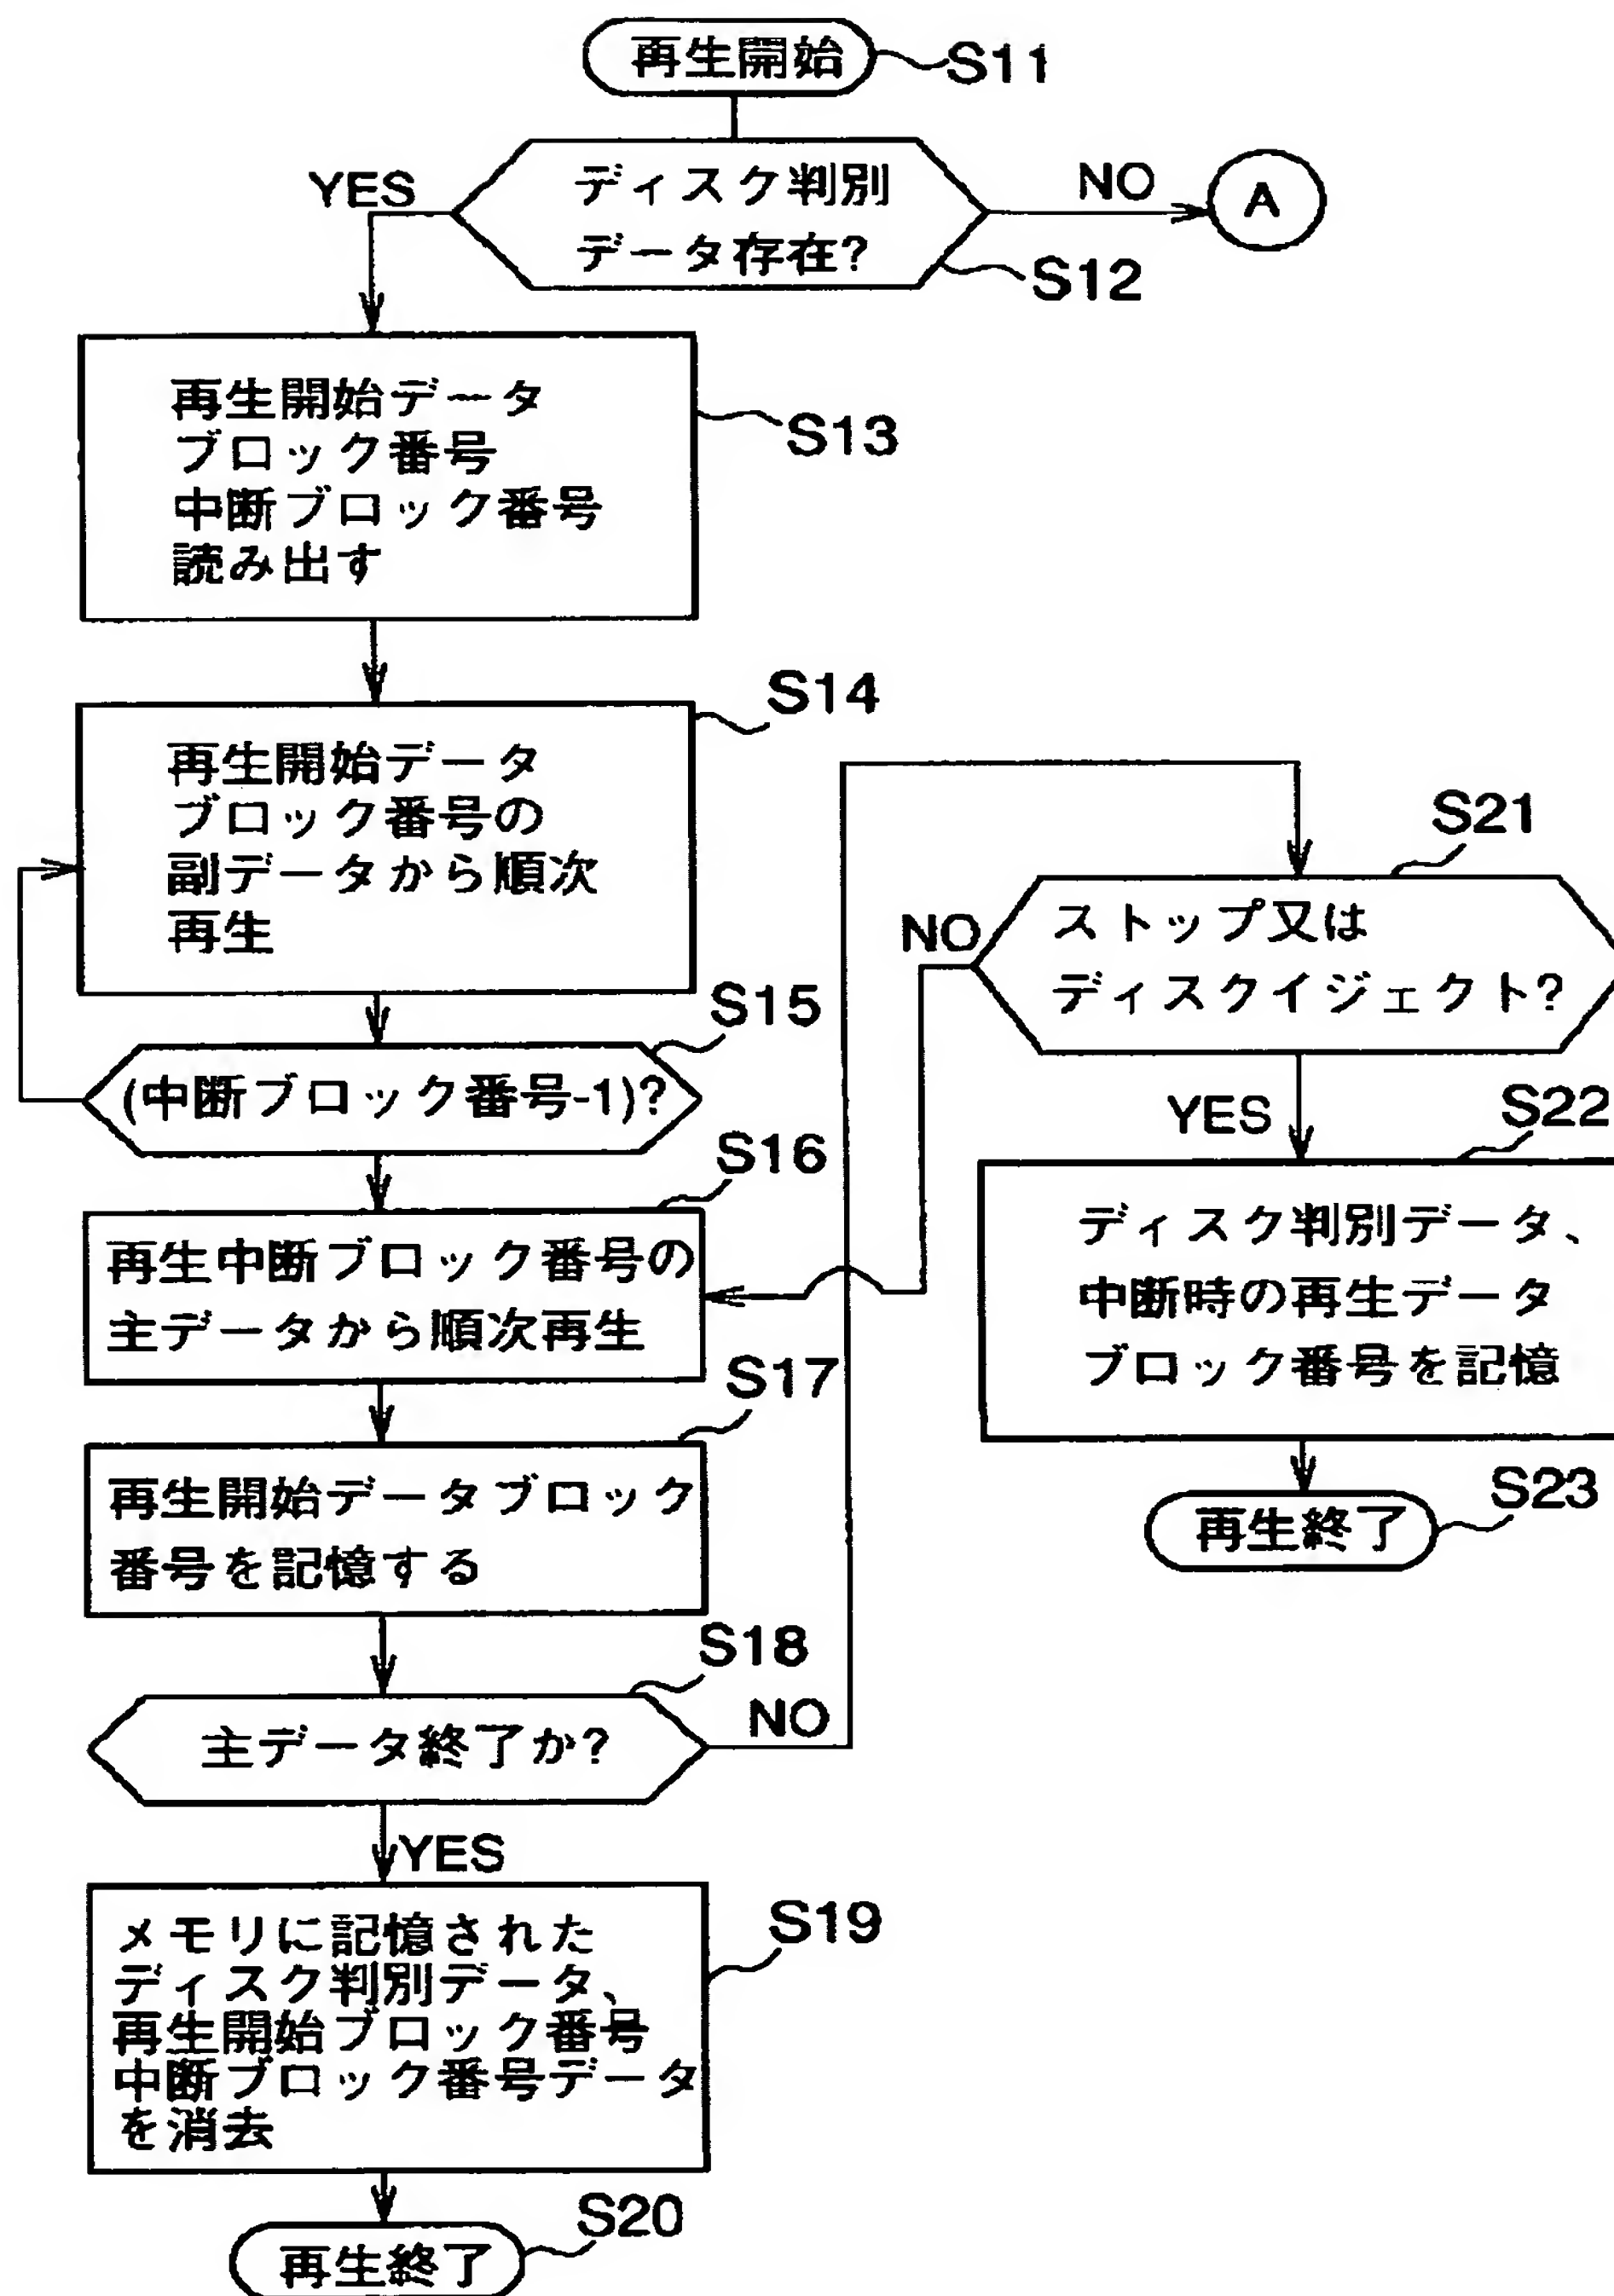 再生開始
S11
ディスク判別
データ存在?
YES
NO
A
S12
再生開始データ
ブロック番号
中断ブロック番号
読み出す
S13
S14
再生開始データ
ブロック番号の
副データから順次
再生
S15
(中断ブロック番号-1)?
S16
再生中断ブロック番号の
主データから順次再生
S17
再生開始データブロック
番号を記憶する
S18
主データ終了か?
NO
YES
S19
メモリに記憶された
ディスク判別データ、
再生開始ブロック番号
中断ブロック番号データ
を消去
S20
再生終了
S21
ストップ又は
ディスクイジェクト?
NO
YES
S22
ディスク判別データ、
中断時の再生データ
ブロック番号を記憶
S23
再生終了